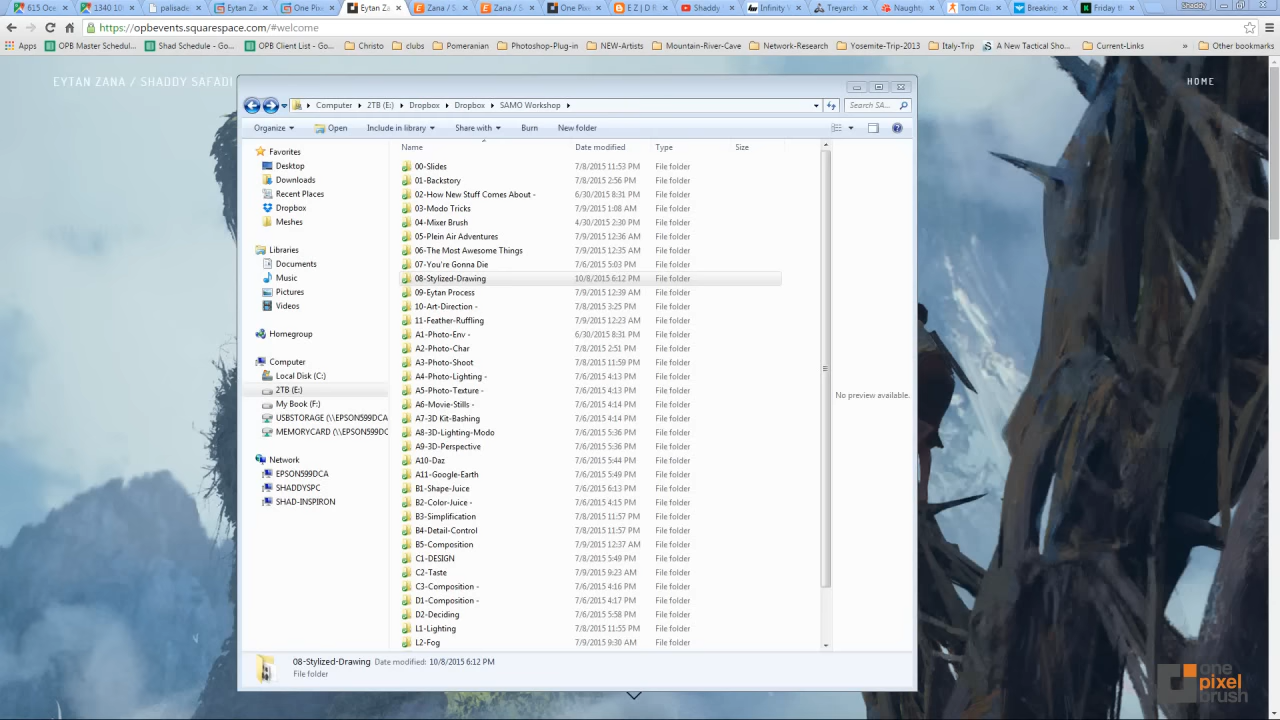 615 Oce
1340 1D
palisade
Eytan Z
One Pix
Eytan Z
Zana / S
Zana / S
One Pix
E Z | D R
Shaddy
Infinity V
Treyarch
Naught
Tom Cla
Breaking
Friday th
Shaddy
https://opbevents.squarespace.com/#welcome
Apps
OPB Master Schedul...
Shad Schedule - Go...
OPB Client List - Go...
Christo
clubs
Pomeranian
Photoshop-Plug-in
NEW-Artists
Mountain-River-Cave
Network-Research
Yosemite-Trip-2013
Italy-Trip
A New Tactical Sho...
Current-Links
»
Other bookmarks
EYTAN ZANA / SHADDY SAFADI
HOME
Computer
2TB (E:)
Dropbox
Dropbox
SAMO Workshop
Search SA...
Organize
Open
Include in library
Share with
Burn
New folder
Name
Date modified
Type
Size
Favorites
Desktop
Downloads
Recent Places
Dropbox
Meshes
Libraries
Documents
Music
Pictures
Videos
Homegroup
Computer
Local Disk (C:)
2TB (E:)
My Book (F:)
USBSTORAGE (\\EPSON599DCA
MEMORYCARD (\\EPSON599DC
Network
EPSON599DCA
SHADDYSPC
SHAD-INSPIRON
00-Slides 7/8/2015 11:53 PM File folder
01-Backstory 7/8/2015 2:56 PM File folder
02-How New Stuff Comes About - 6/30/2015 8:31 PM File folder
03-Modo Tricks 7/9/2015 1:08 AM File folder
04-Mixer Brush 4/30/2015 2:30 PM File folder
05-Plein Air Adventures 7/9/2015 12:36 AM File folder
06-The Most Awesome Things 7/9/2015 12:35 AM File folder
07-You're Gonna Die 7/6/2015 5:03 PM File folder
08-Stylized-Drawing 10/8/2015 6:12 PM File folder
09-Eytan Process 7/9/2015 12:39 AM File folder
10-Art-Direction - 7/8/2015 3:25 PM File folder
11-Feather-Ruffling 7/9/2015 12:23 AM File folder
A1-Photo-Env - 6/30/2015 8:31 PM File folder
A2-Photo-Char 7/8/2015 2:51 PM File folder
A3-Photo-Shoot 7/8/2015 11:59 PM File folder
A4-Photo-Lighting - 7/6/2015 4:13 PM File folder
A5-Photo-Texture - 7/6/2015 4:13 PM File folder
A6-Movie-Stills - 7/6/2015 4:14 PM File folder
A7-3D Kit-Bashing 7/6/2015 4:14 PM File folder
A8-3D-Lighting-Modo 7/6/2015 5:36 PM File folder
A9-3D-Perspective 7/6/2015 5:36 PM File folder
A10-Daz 7/6/2015 5:44 PM File folder
A11-Google-Earth 7/6/2015 5:49 PM File folder
B1-Shape-Juice 7/6/2015 6:13 PM File folder
B2-Color-Juice - 7/6/2015 4:15 PM File folder
B3-Simplification 7/8/2015 11:57 PM File folder
B4-Detail-Control 7/8/2015 11:57 PM File folder
B5-Composition 7/9/2015 12:37 AM File folder
C1-DESIGN 7/8/2015 5:49 PM File folder
C2-Taste 7/9/2015 9:23 AM File folder
C3-Composition - 7/6/2015 4:16 PM File folder
D1-Composition - 7/6/2015 4:17 PM File folder
D2-Deciding 7/6/2015 5:58 PM File folder
L1-Lighting 7/8/2015 11:55 PM File folder
L2-Fog 7/9/2015 9:30 AM File folder
No preview available.
08-Stylized-Drawing Date modified: 10/8/2015 6:12 PM
File folder
one
pixel
brush